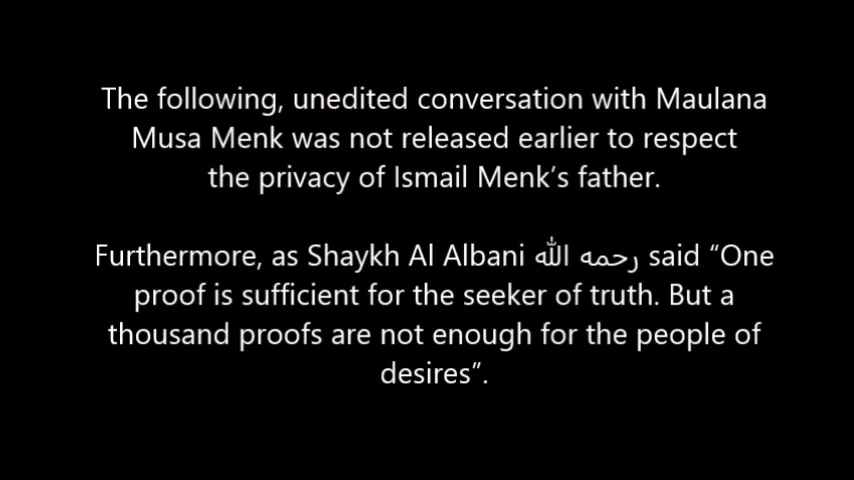 The following, unedited conversation with Maulana
Musa Menk was not released earlier to respect
the privacy of Ismail Menk’s father.
Furthermore, as Shaykh Al Albani رحمه الله said “One
proof is sufficient for the seeker of truth. But a
thousand proofs are not enough for the people of
desires”.